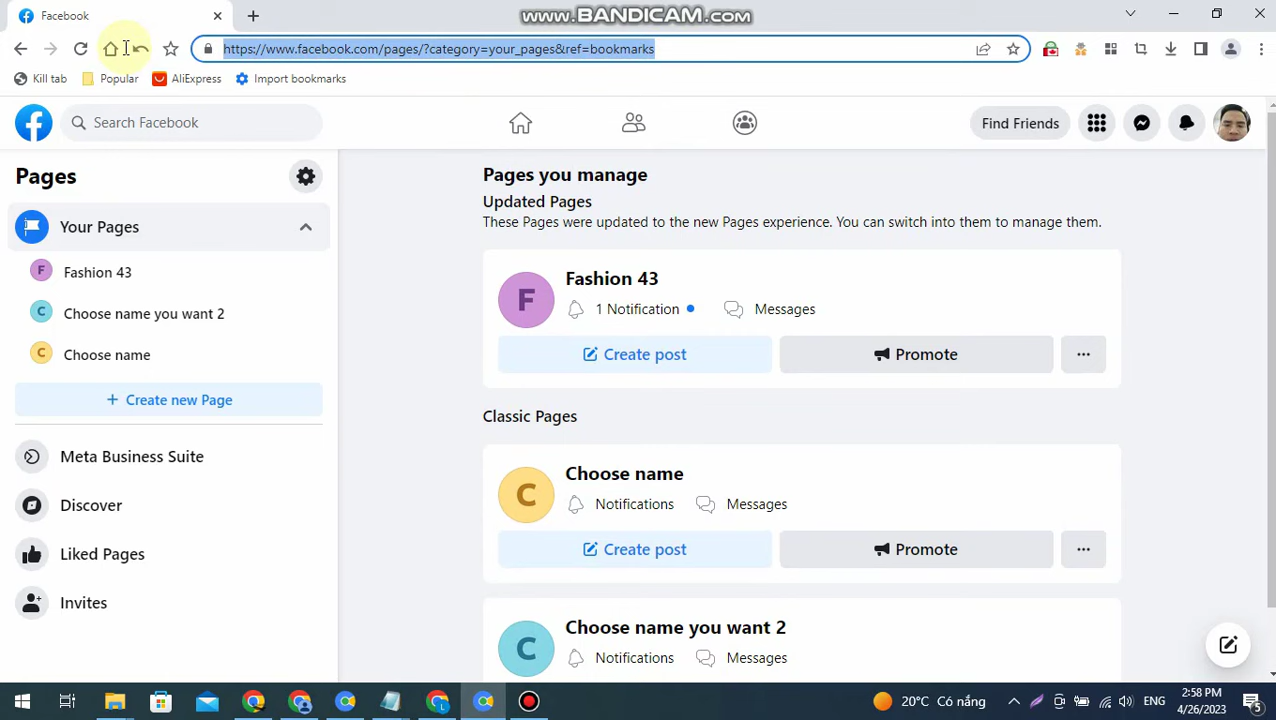 Facebook
www.BANDICAM.com
https://www.facebook.com/pages/?category=your_pages&ref=bookmarks
Kill tab
Popular
AliExpress
Import bookmarks
Search Facebook
Find Friends
Pages
Your Pages
F Fashion 43
C Choose name you want 2
C Choose name
+ Create new Page
Meta Business Suite
Discover
Liked Pages
Invites
Pages you manage
Updated Pages
These Pages were updated to the new Pages experience. You can switch into them to manage them.
F
Fashion 43
1 Notification
Messages
Create post
Promote
Classic Pages
C
Choose name
Notifications
Messages
Create post
Promote
C
Choose name you want 2
Notifications
Messages
20°C Có nắng
ENG
2:58 PM
4/26/2023
5